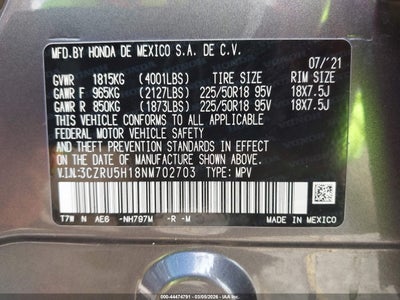 MFD.BY HONDA DE MEXICO S.A. DE C.V.
07/'21
GVWR 1815KG (4001LBS) TIRE SIZE RIM SIZE
GAWR F 965KG (2127LBS) 225/50R18 95V 18X7.5J
GAWR R 850KG (1873LBS) 225/50R18 95V 18X7.5J
THIS VEHICLE CONFORMS TO ALL APPLICABLE
FEDERAL MOTOR VEHICLE SAFETY STANDARDS IN
EFFECT ON THE DATE OF MANUFACTURE SHOWN ABOVE.
V.I.N:3CZRU5H18NM702703 TYPE: MPV
T7W N AE6 -NH797M -R -M
MADE IN
MEXICO
000-44474791 - 03/09/2026 - IAA Inc.